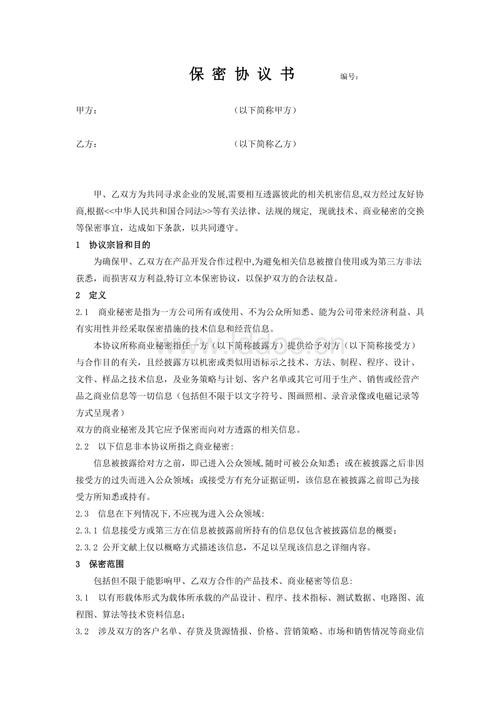 保 密 协 议 书 编号:
甲方: (以下简称甲方)
乙方: (以下简称乙方)
甲、乙双方为共同寻求企业的发展,需要相互透露彼此的相关机密信息,双方经过友好协
商,根据<<中华人民共和国合同法>>等有关法律、法规的规定, 现就技术、商业秘密的交换
等保密事宜, 达成如下条款, 以共同遵守。
1 协议宗旨和目的
为确保甲、乙双方在产品开发合作过程中,为避免相关信息被擅自使用或为第三方非法
获悉, 而损害双方利益,特订立本保密协议, 以保护双方的合法权益。
2 定义
2.1 商业秘密是指为一方公司所有或使用、不为公众所知悉、能为公司带来经济利益、具
有实用性并经采取保密措施的技术信息和经营信息。
本协议所称商业秘密指任一方(以下简称披露方)提供给予对方(以下简称接受方)
与合作目的有关, 且经披露方以机密或类似用语标示之技术、方法、制程、程序、设计、
文件、样品之技术信息, 及业务策略与计划、客户名单或其它可用于生产、销售或经营产
品之商业信息等一切信息(包括但不限于以文字符号、图画照相、录音录像或电磁记录等
方式呈现者)
双方的商业秘密及其它应予保密而向对方透露的相关信息。
2.2 以下信息非本协议所指之商业秘密:
信息被披露给对方之前, 即已进入公众领域,随时可被公众知悉; 或在被披露之后非因
接受方的过失而进入公众领域; 或接受方有充分证据证明, 该信息在被披露之前即已为接
受方所知悉或持有。
2.3 信息在下列情况下,不应视为进入公众领域:
2.3.1 信息接受方或第三方在信息被披露前所持有的信息仅包含被披露信息的概要;
2.3.2 公开文献上仅以概略方式描述该信息, 不足以呈现该信息之详细内容。
3 保密范围
包括但不限于能影响甲、乙双方合作的产品技术、商业秘密等信息:
3.1 以有形载体形式为载体所承载的产品设计、程序、技术指标、测试数据、电路图、流
程图、算法等技术资料信息;
3.2 涉及双方的客户名单、存货及货源情报、价格、营销策略、市场和销售情况等商业信